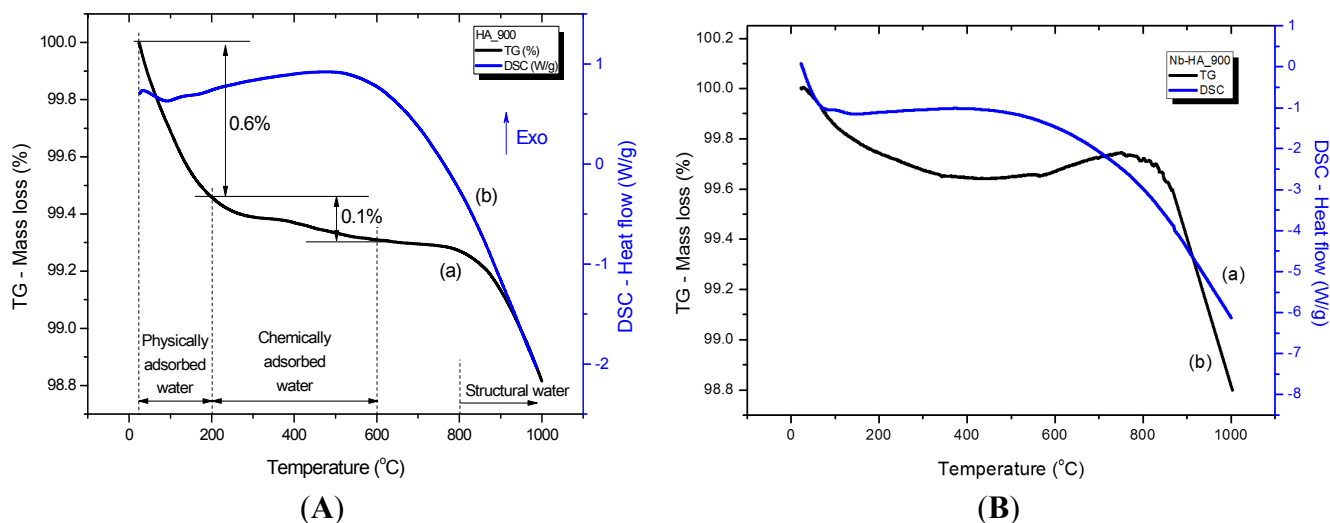 HA_900
TG (%)
DSC (W/g)
TG - Mass loss (%)
100.0
99.8
99.6
99.4
99.2
99.0
98.8
0.6%
0.1%
Exo
(b)
(a)
Physically
adsorbed
water
Chemically
adsorbed
water
Structural water
1
0
-1
-2
DSC - Heat flow (W/g)
0
200
400
600
800
1000
Temperature (°C)
(A)
Nb-HA_900
TG
DSC
TG - Mass loss (%)
100.2
100.0
99.8
99.6
99.4
99.2
99.0
98.8
(a)
(b)
1
0
-1
-2
-3
-4
-5
-6
-7
-8
DSC - Heat flow (W/g)
0
200
400
600
800
1000
Temperature (°C)
(B)